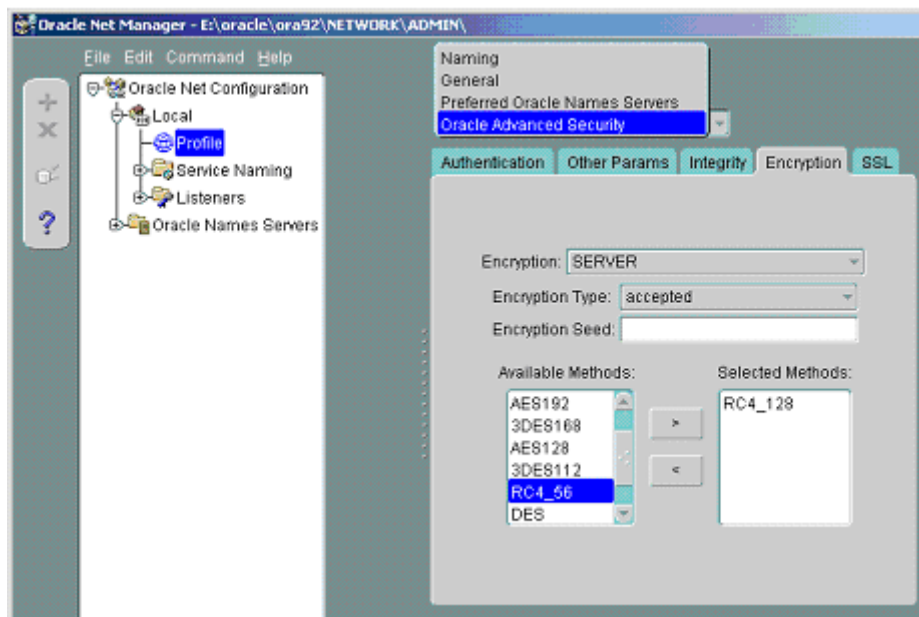 Oracle Net Manager - E:\oracle\ora92\NETWORK\ADMIN\
File Edit Command Help
Oracle Net Configuration
Local
Profile
Service Naming
Listeners
Oracle Names Servers
?
Naming
General
Preferred Oracle Names Servers
Oracle Advanced Security
Authentication Other Params Integrity Encryption SSL
Encryption: SERVER
Encryption Type: accepted
Encryption Seed:
Available Methods: Selected Methods:
AES192
3DES168
AES128
3DES112
RC4_56
DES
>
<
RC4_128